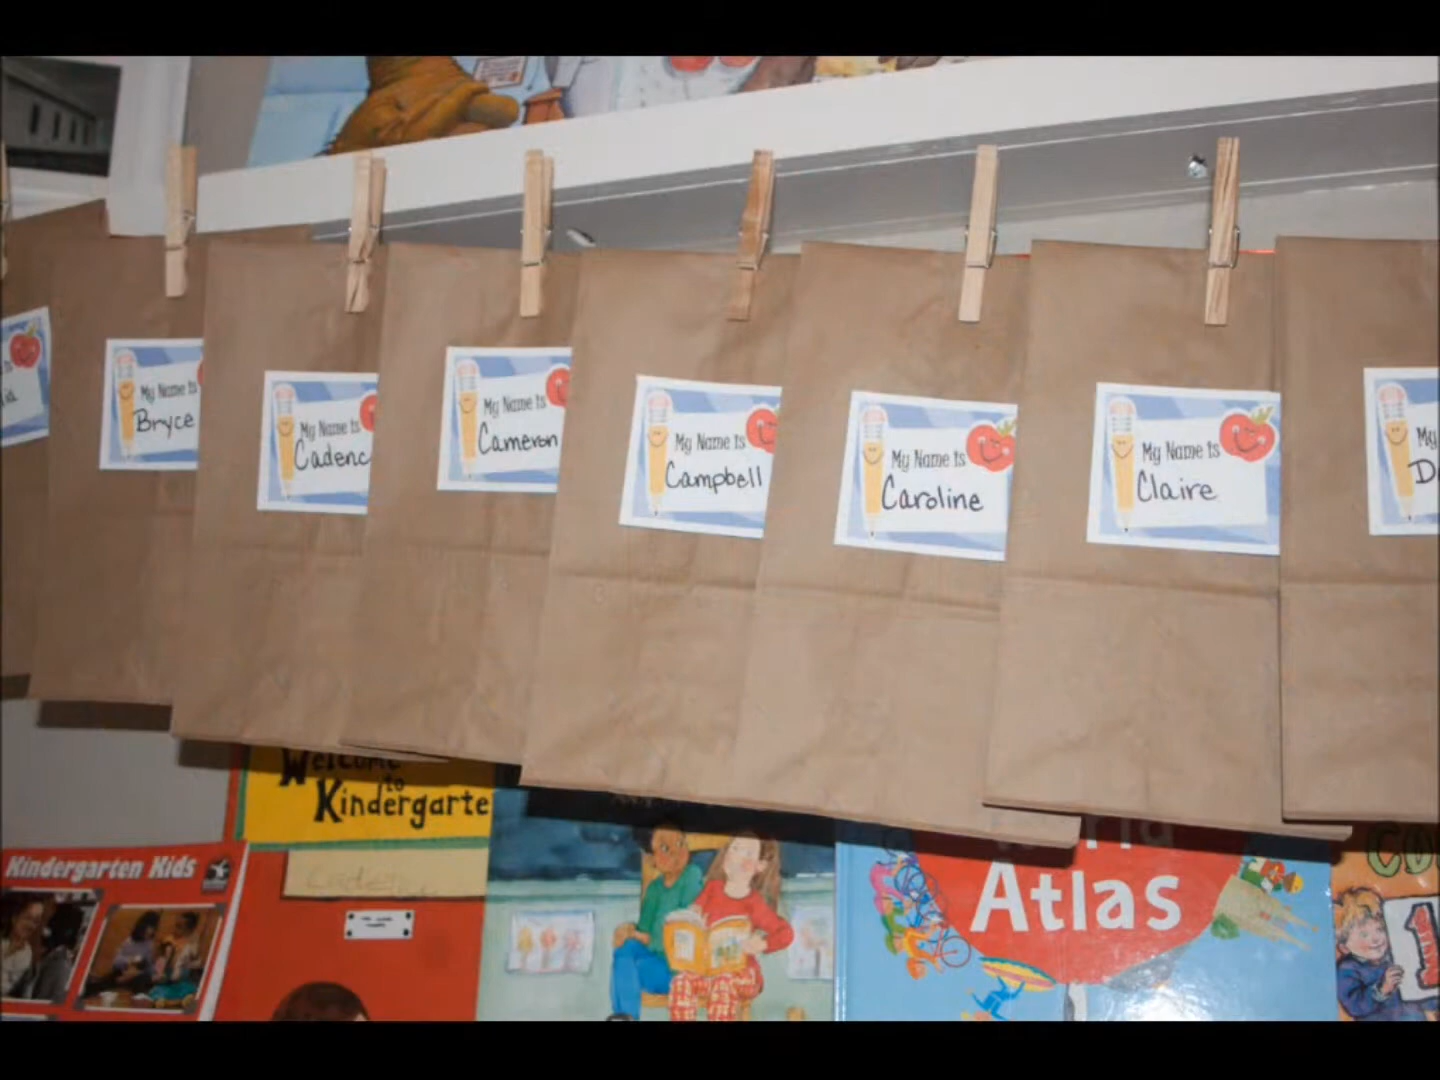 My Name is
Bryce
My Name is
Cadenc
My Name is
Cameron
My Name is
Campbell
My Name is
Caroline
My Name is
Claire
My
D
Welcome
to
Kindergarte
Kindergarten Kids
Atlas